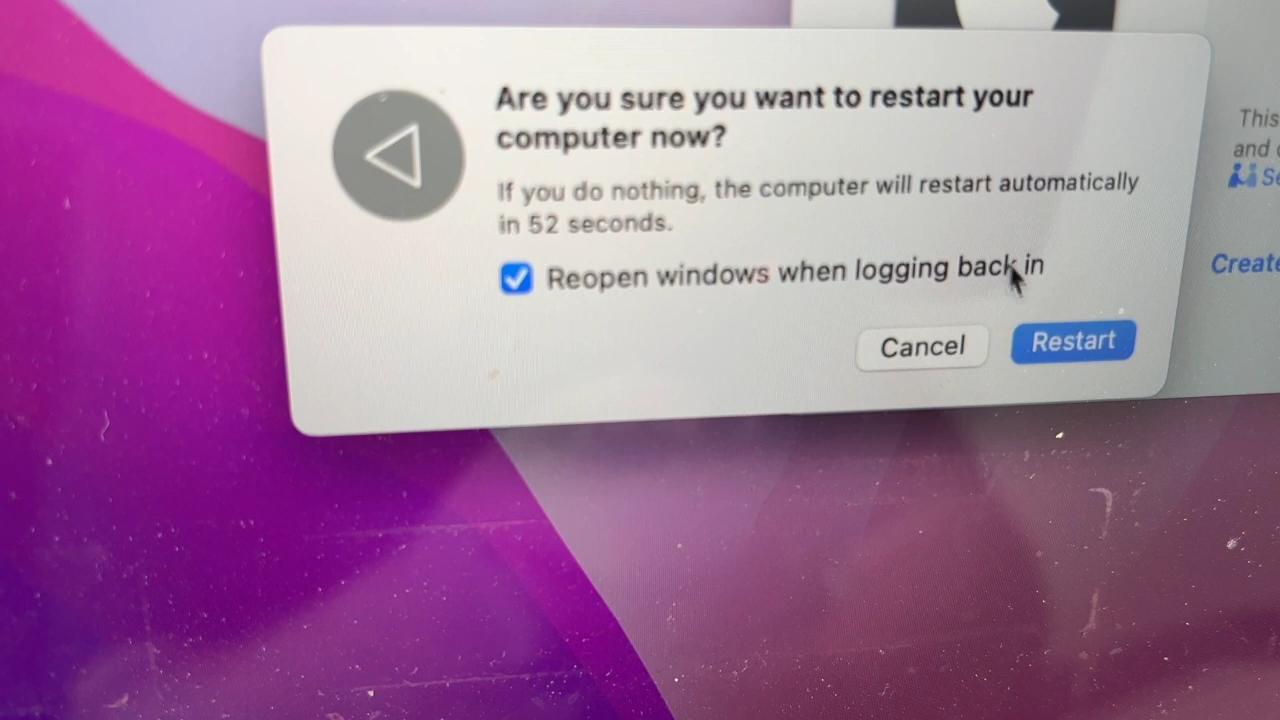 Are you sure you want to restart your
computer now?
If you do nothing, the computer will restart automatically
in 52 seconds.
Reopen windows when logging back in
Cancel
Restart
This
and
Create